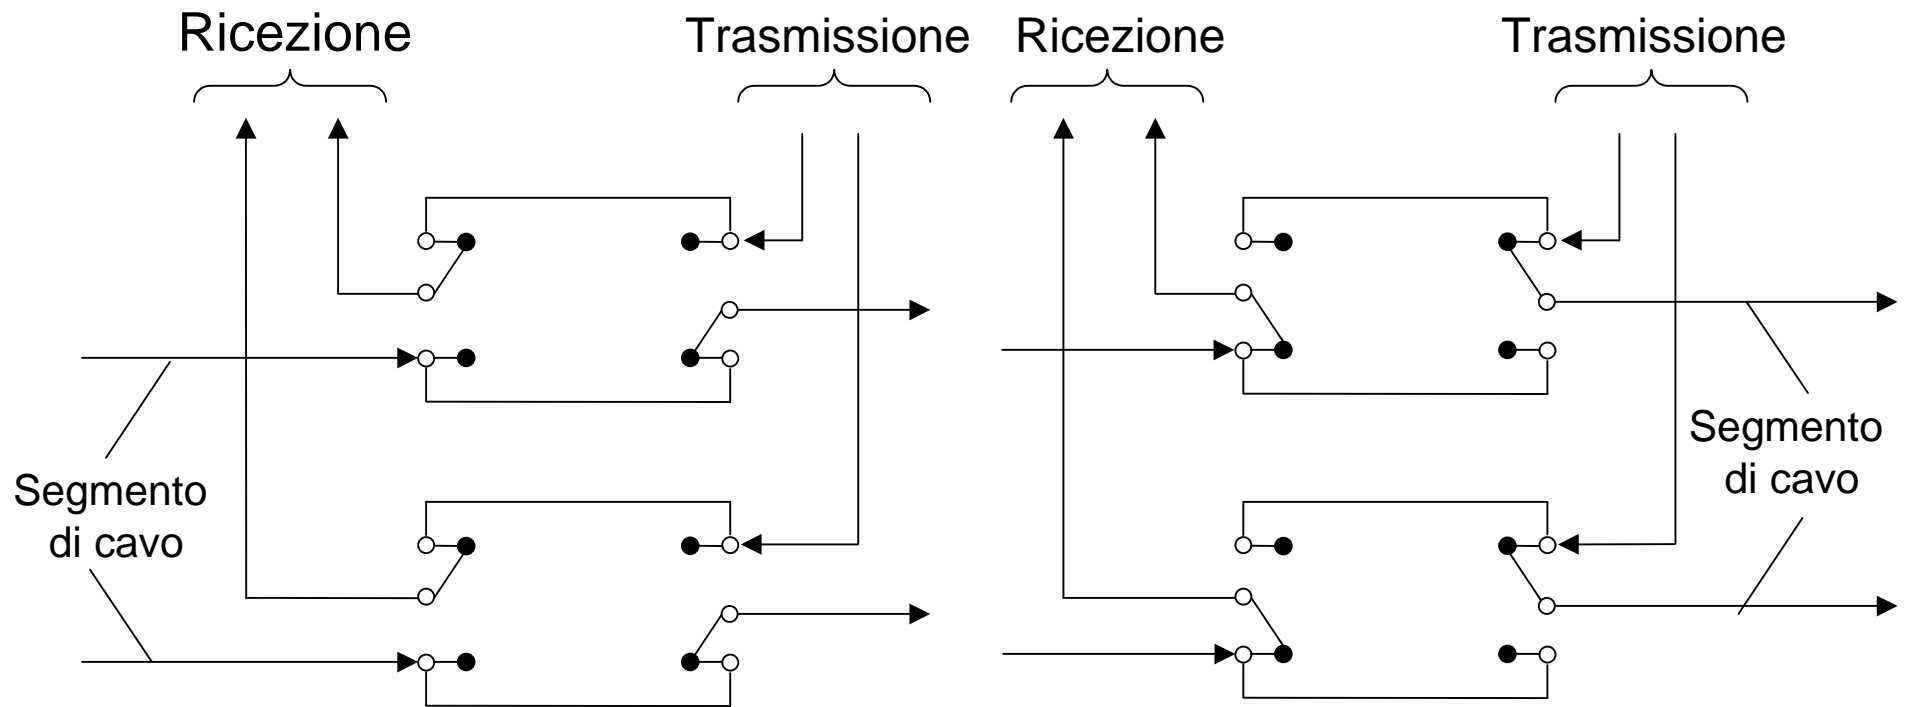 Ricezione
Trasmissione
Ricezione
Trasmissione
Segmento
di cavo
Segmento
di cavo